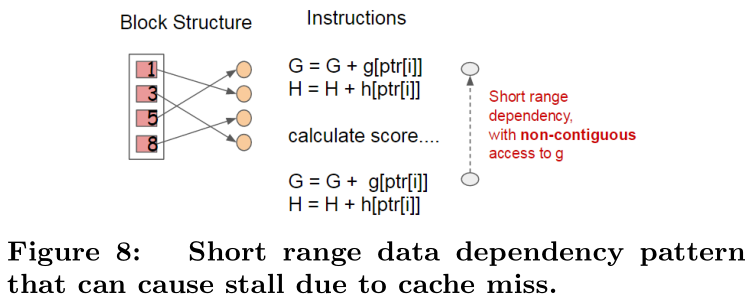 Block Structure
Instructions
1
3
5
8
G = G + g[ptr[i]]
H = H + h[ptr[i]]
calculate score....
G = G + g[ptr[i]]
H = H + h[ptr[i]]
Short range
dependency,
with non-contiguous
access to g
Figure 8: Short range data dependency pattern
that can cause stall due to cache miss.